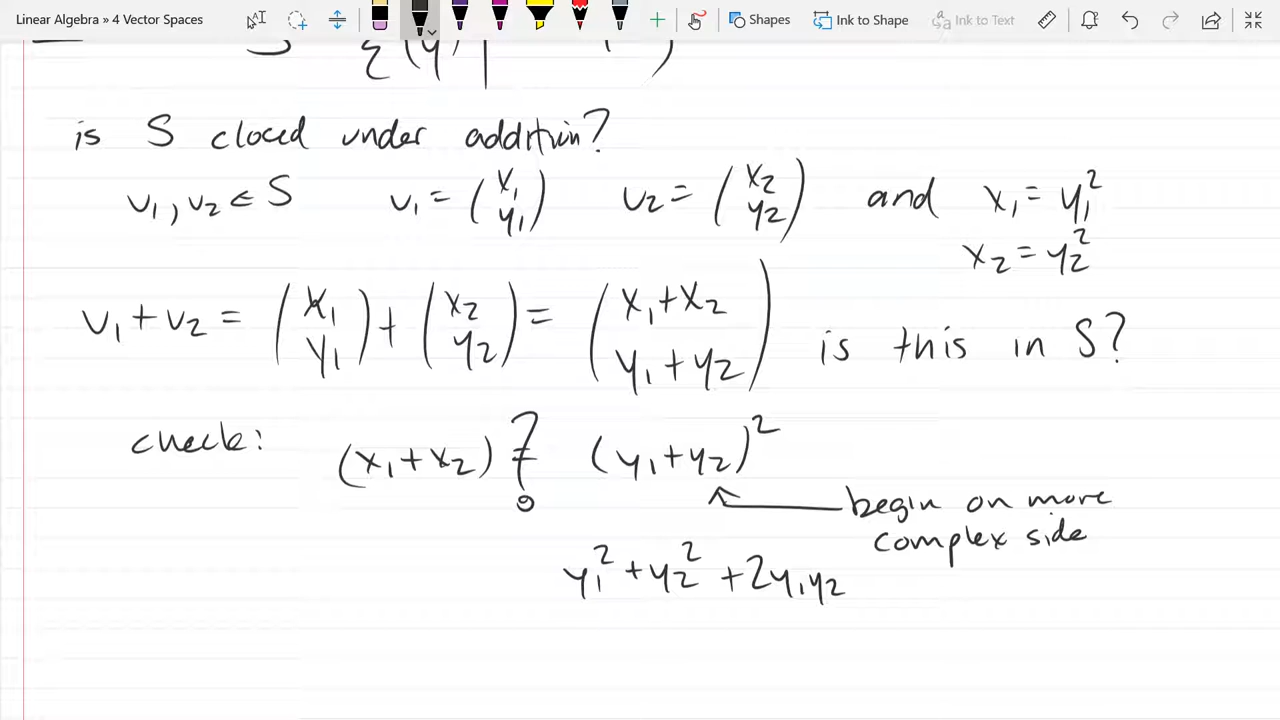 Linear Algebra » 4 Vector Spaces
Shapes
Ink to Shape
Ink to Text
is S closed under addition?
v1, v2 ∈ S v1 = (x1 y1) v2 = (x2 y2) and x1 = y1²
x2 = y2²
v1 + v2 = (x1 y1) + (x2 y2) = (x1+x2 y1+y2) is this in S?
check: (x1+x2) =? (y1+y2)²
begin on more
complex side
y1² + y2² + 2y1y2